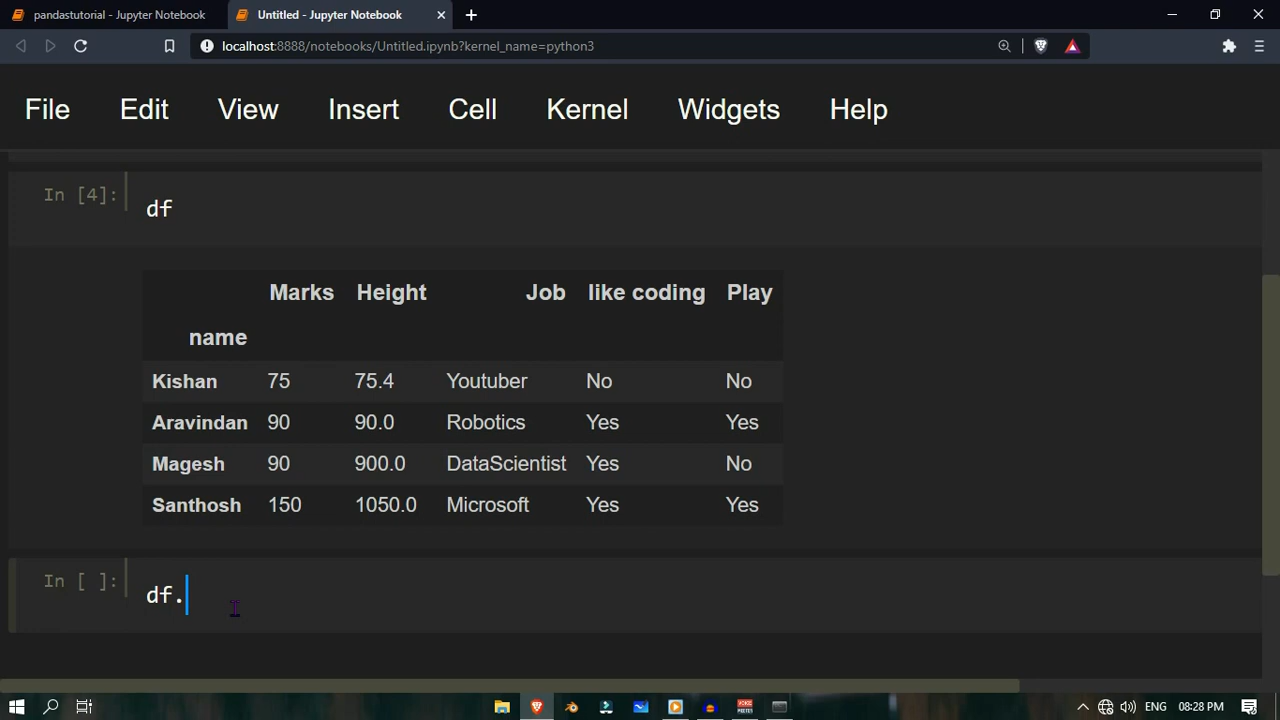 pandastutorial - Jupyter Notebook
Untitled - Jupyter Notebook
localhost:8888/notebooks/Untitled.ipynb?kernel_name=python3
File Edit View Insert Cell Kernel Widgets Help
In [4]: df
Marks Height Job like coding Play
name
Kishan 75 75.4 Youtuber No No
Aravindan 90 90.0 Robotics Yes Yes
Magesh 90 900.0 DataScientist Yes No
Santhosh 150 1050.0 Microsoft Yes Yes
In [ ]: df.
ENG 08:28 PM